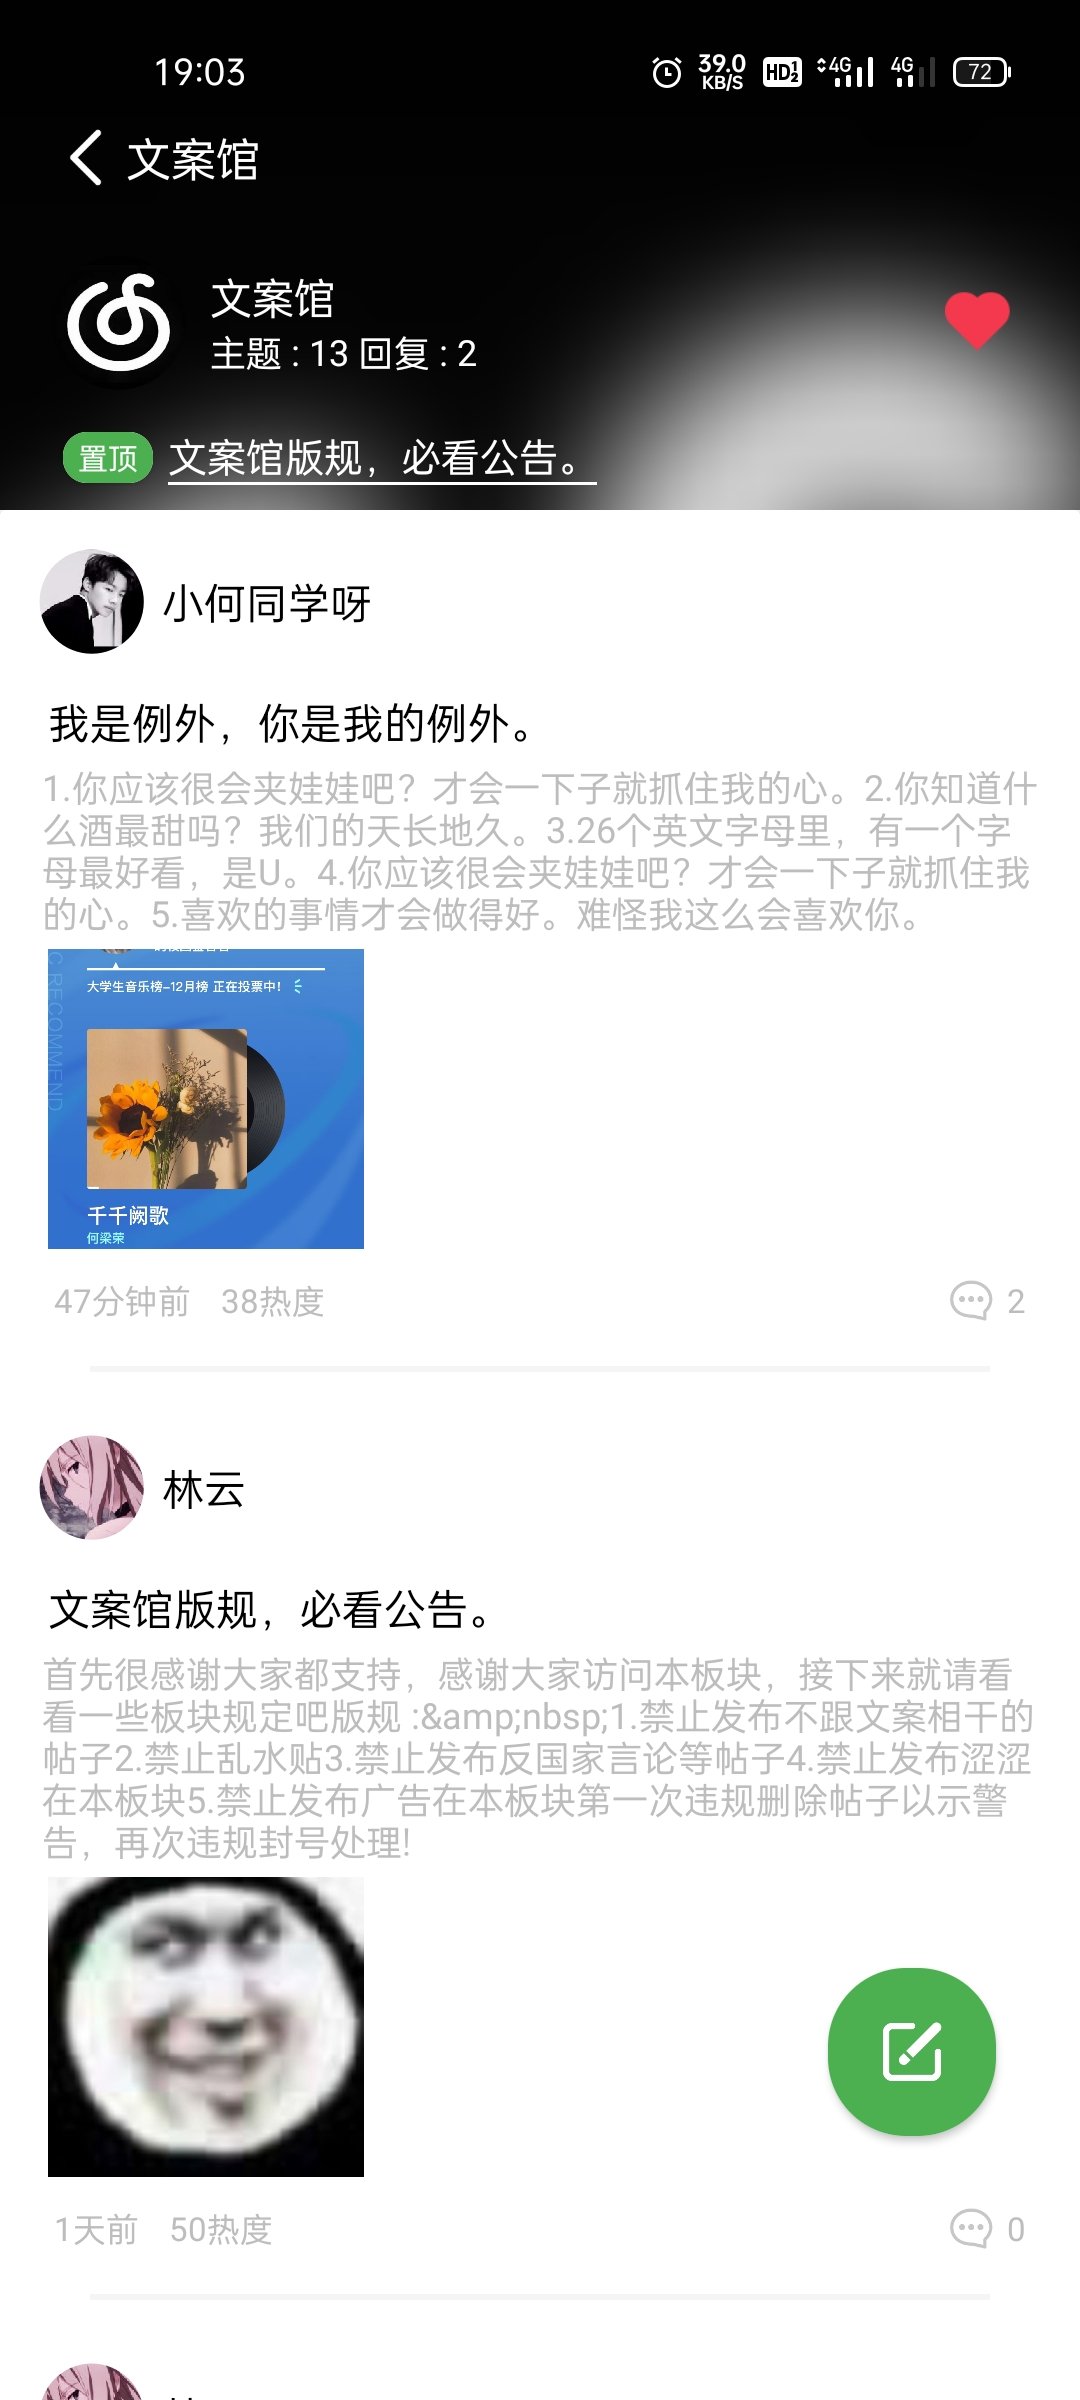 19:03
39.0
KB/S
HD12
4G
4G
72
文案馆
文案馆
主题 : 13 回复 : 2
置顶 文案馆版规，必看公告。
小何同学呀
我是例外，你是我的例外。
1.你应该很会夹娃娃吧？才会一下子就抓住我的心。2.你知道什
么酒最甜吗？我们的天长地久。3.26个英文字母里，有一个字
母最好看，是U。4.你应该很会夹娃娃吧？才会一下子就抓住我
的心。5.喜欢的事情才会做得好。难怪我这么会喜欢你。
C RECOMMEND
大学生音乐榜-12月榜 正在投票中!
千千阙歌
何梁荣
47分钟前 38热度
2
林云
文案馆版规，必看公告。
首先很感谢大家都支持，感谢大家访问本板块，接下来就请看
看一些板块规定吧版规 :&amp;nbsp;1.禁止发布不跟文案相干的
帖子2.禁止乱水贴3.禁止发布反国家言论等帖子4.禁止发布涩涩
在本板块5.禁止发布广告在本板块第一次违规删除帖子以示警
告，再次违规封号处理!
1天前 50热度
0